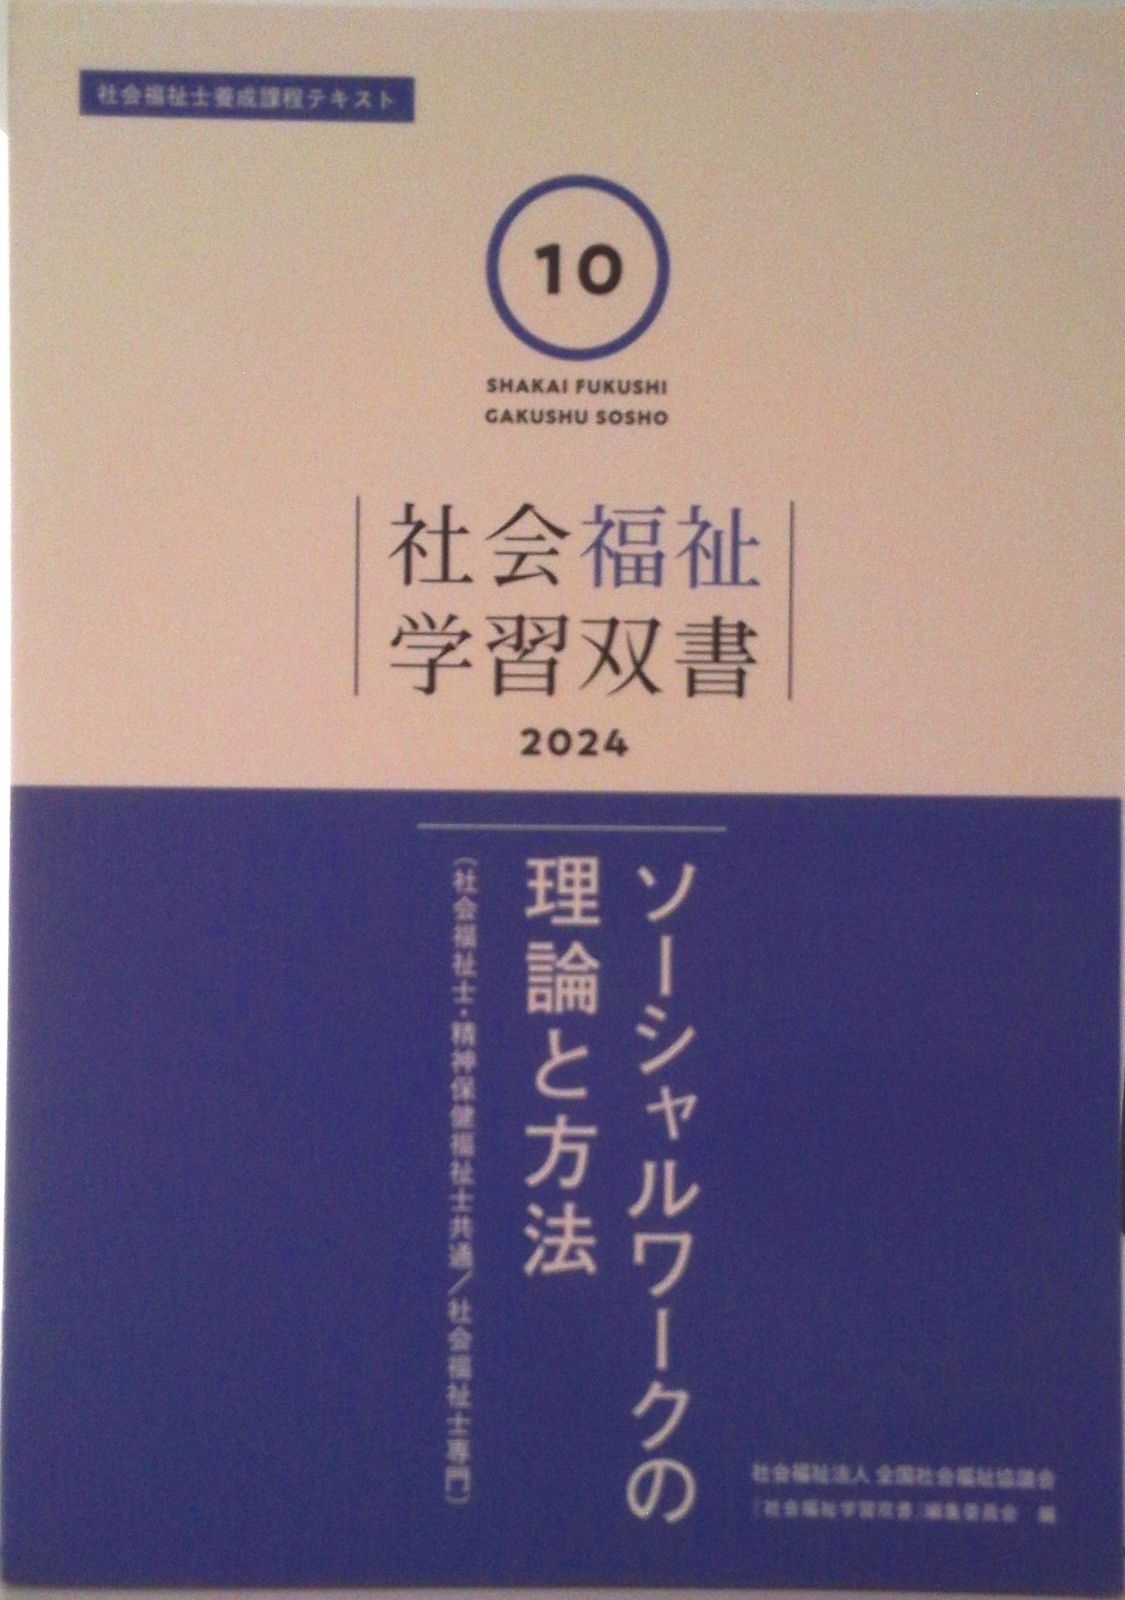 社会福祉士養成課程テキスト
10
SHAKAI FUKUSHI
GAKUSHU SOSHO
社会福祉
学習双書
2024
ソーシャルワークの
理論と方法
(社会福祉士・精神保健福祉士共通／社会福祉士専門)
社会福祉法人 全国社会福祉協議会
『社会福祉学習双書』編集委員会　編